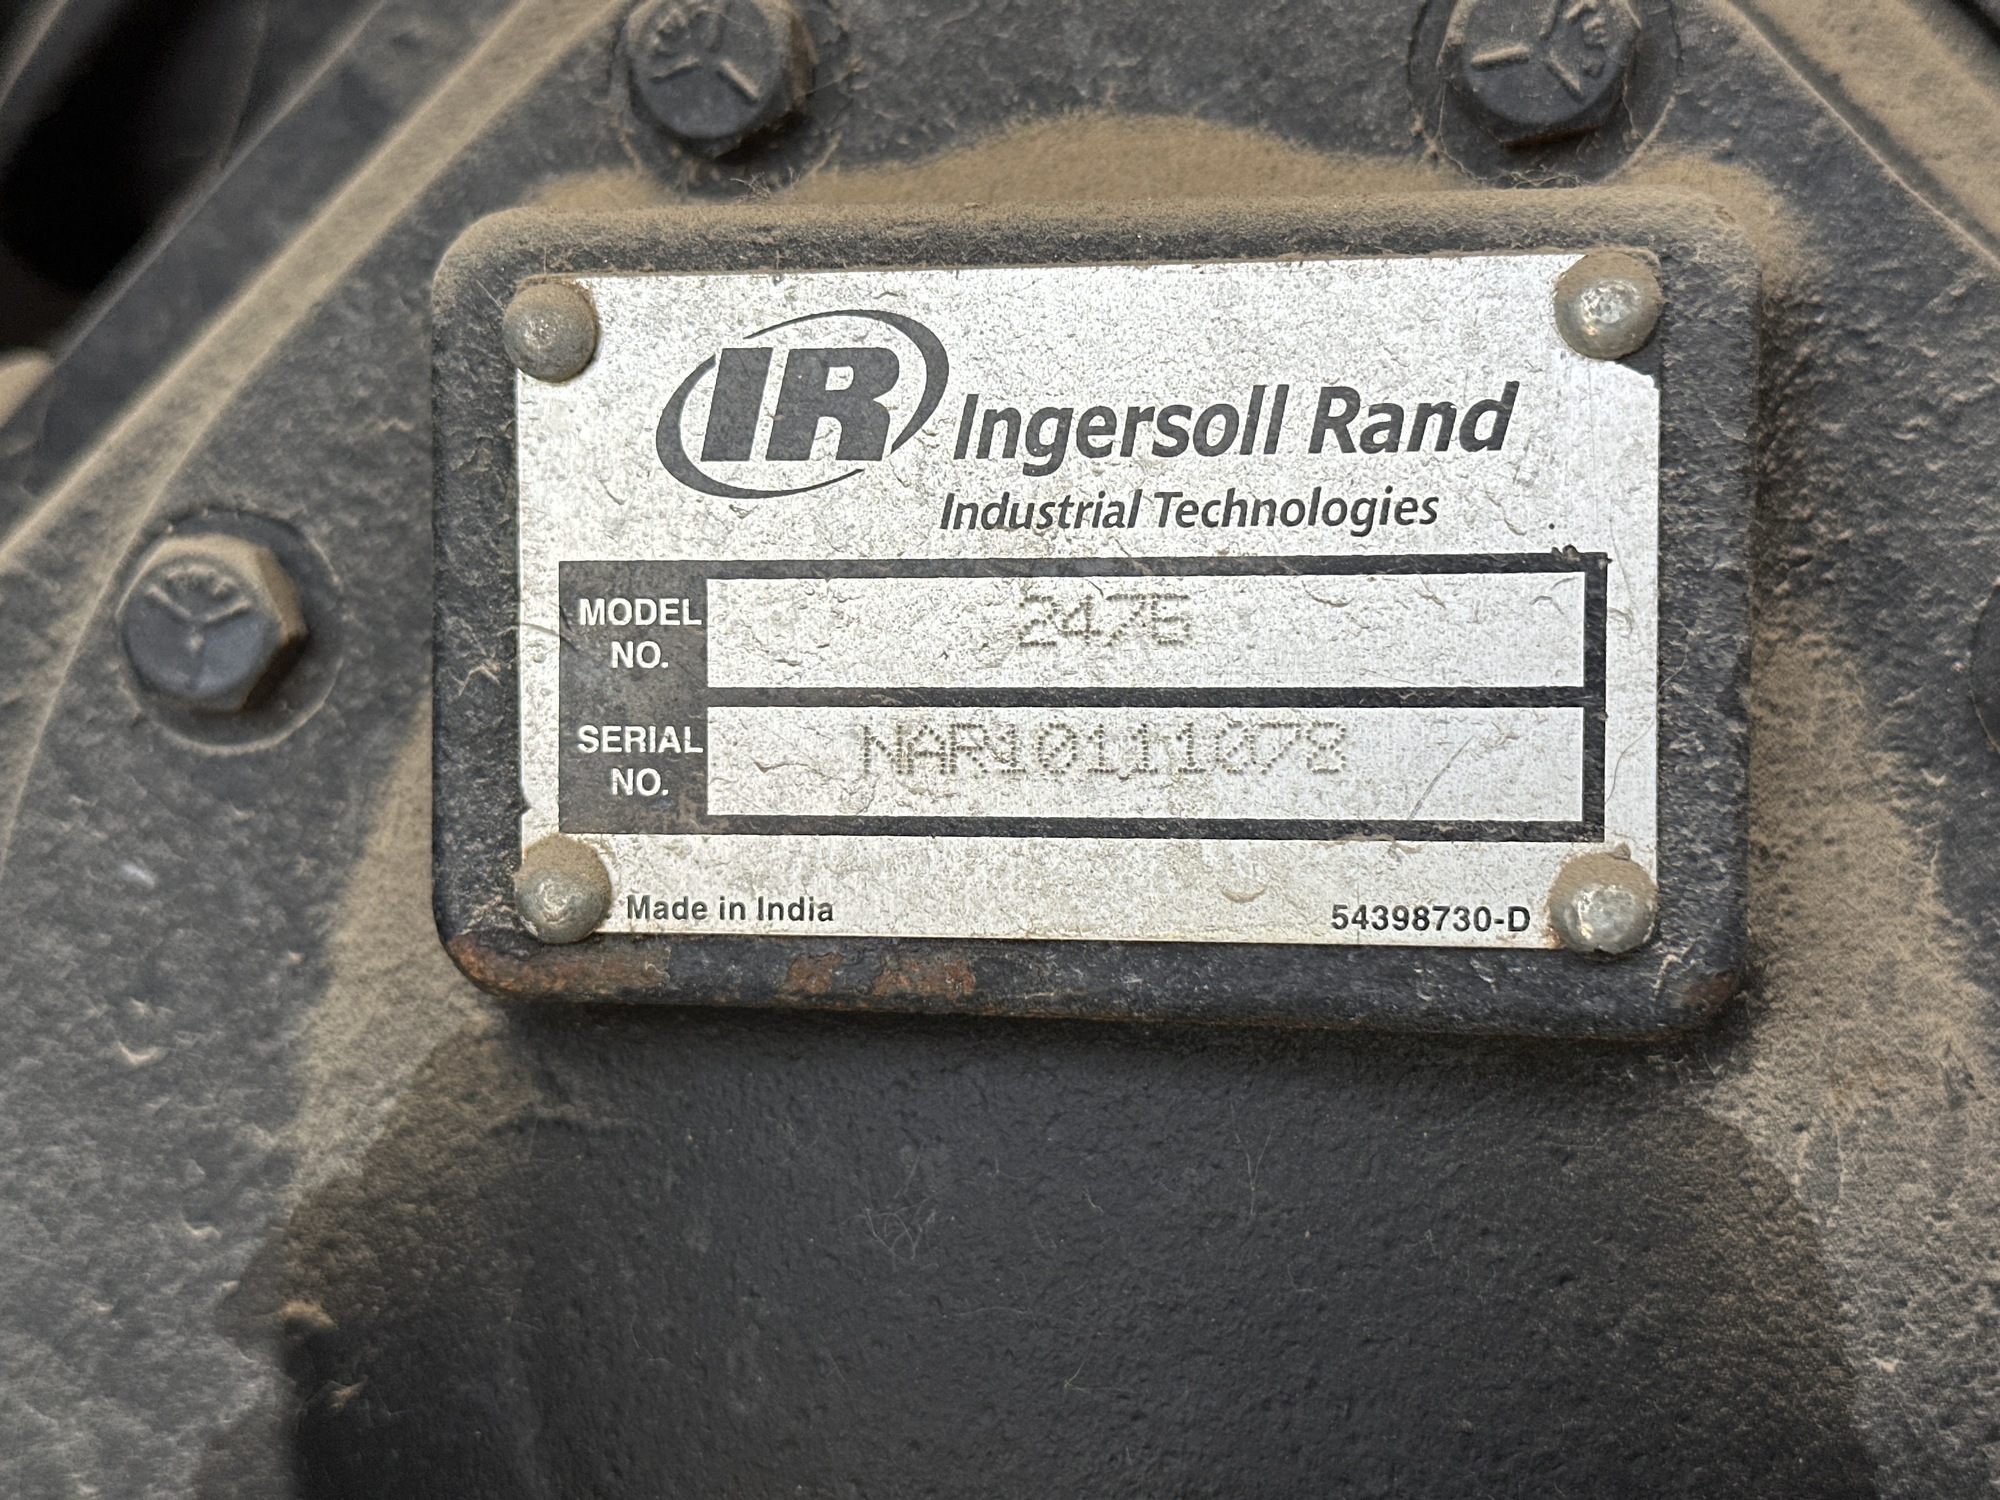 IR Ingersoll Rand
Industrial Technologies
MODEL NO. 2475
SERIAL NO. NAR10111078
Made in India
54398730-D